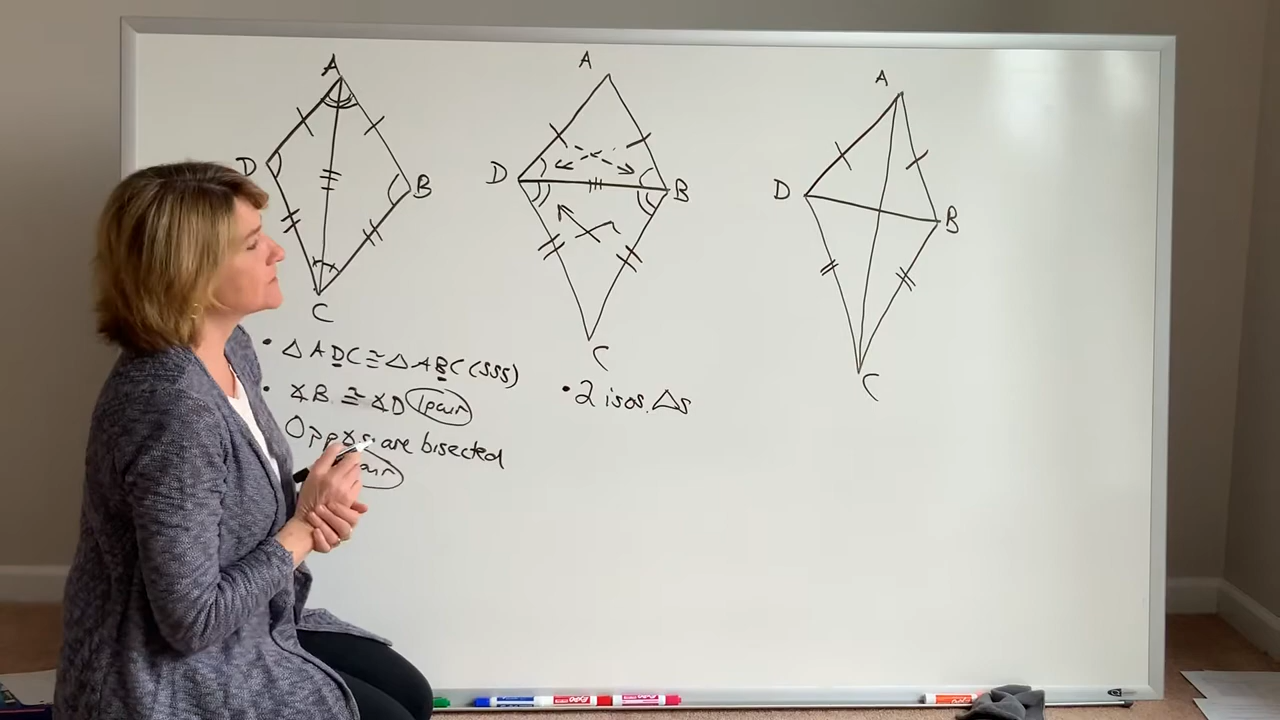 A
D
B
C
A
D
B
C
A
D
B
C
• △ADC ≅ △ABC (SSS)
• ∡B ≅ ∡D 1 pair
Opp ∡s are bisected
• 2 isos. △s